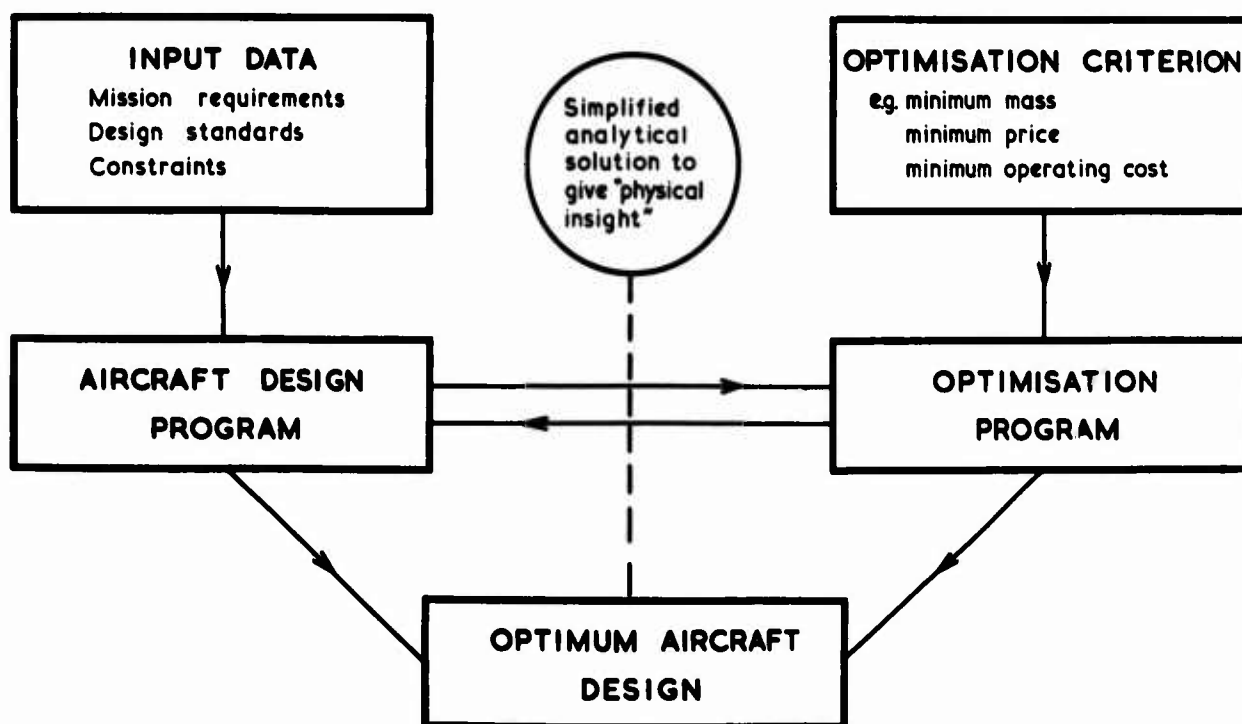 INPUT DATA
Mission requirements
Design standards
Constraints
Simplified
analytical
solution to
give "physical
insight"
OPTIMISATION CRITERION
e.g. minimum mass
minimum price
minimum operating cost
AIRCRAFT DESIGN
PROGRAM
OPTIMISATION
PROGRAM
OPTIMUM AIRCRAFT
DESIGN